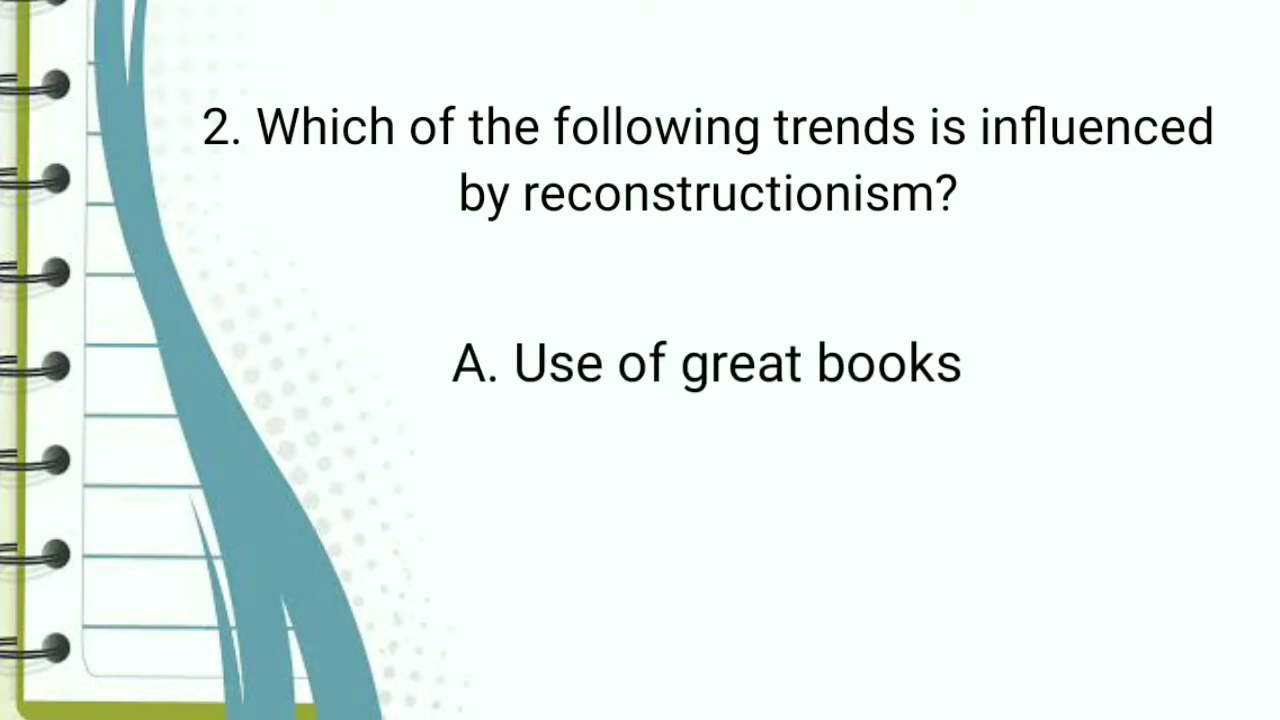 2. Which of the following trends is influenced
by reconstructionism?
A. Use of great books